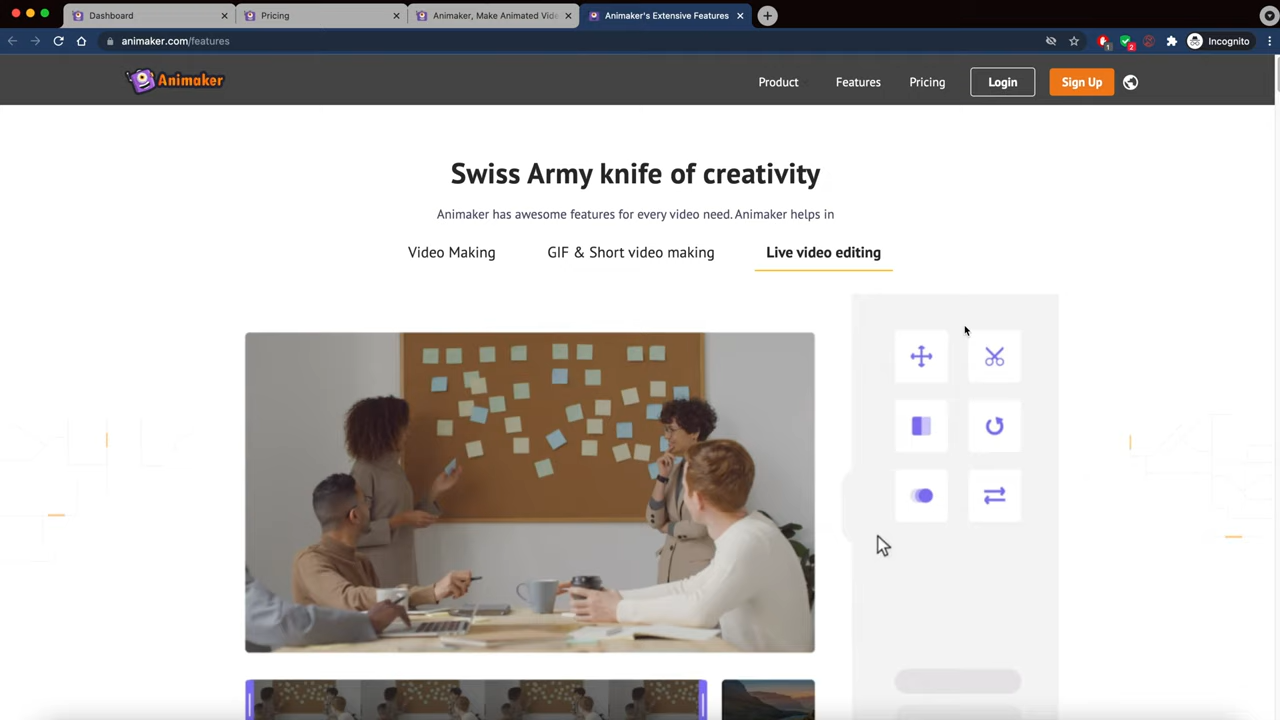 Dashboard
Pricing
Animaker, Make Animated Vide
Animaker's Extensive Features
animaker.com/features
1
2
Incognito
Animaker
Product
Features
Pricing
Login
Sign Up
Swiss Army knife of creativity
Animaker has awesome features for every video need. Animaker helps in
Video Making
GIF & Short video making
Live video editing